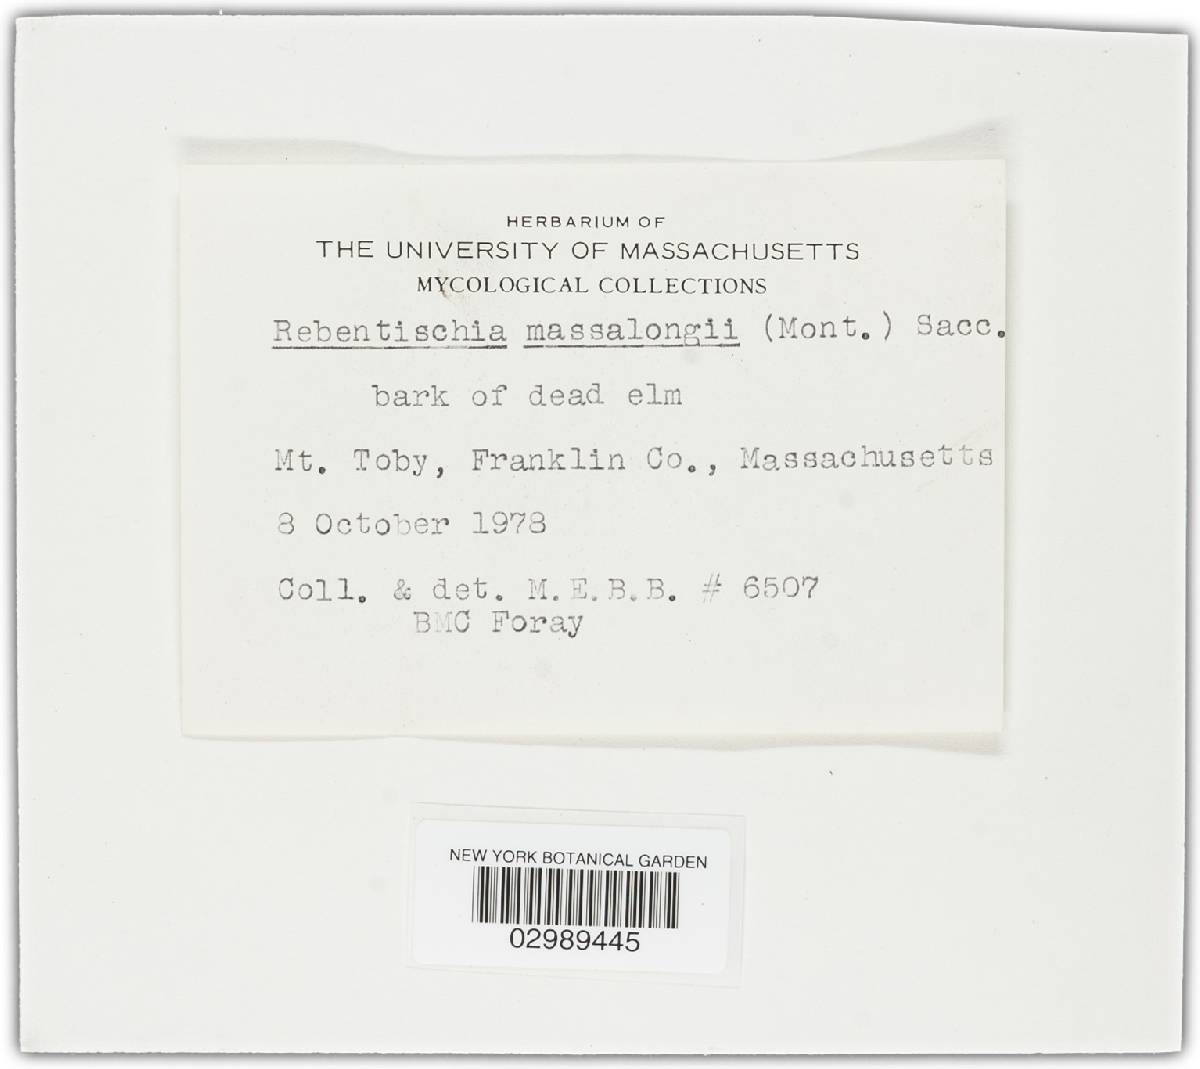 HERBARIUM OF
THE UNIVERSITY OF MASSACHUSETTS
MYCOLOGICAL COLLECTIONS
Rebentischia massalongii (Mont.) Sacc.
bark of dead elm
Mt. Toby, Franklin Co., Massachusetts
8 October 1978
Coll. & det. M.E.B.B. # 6507
BMC Foray
NEW YORK BOTANICAL GARDEN
02989445